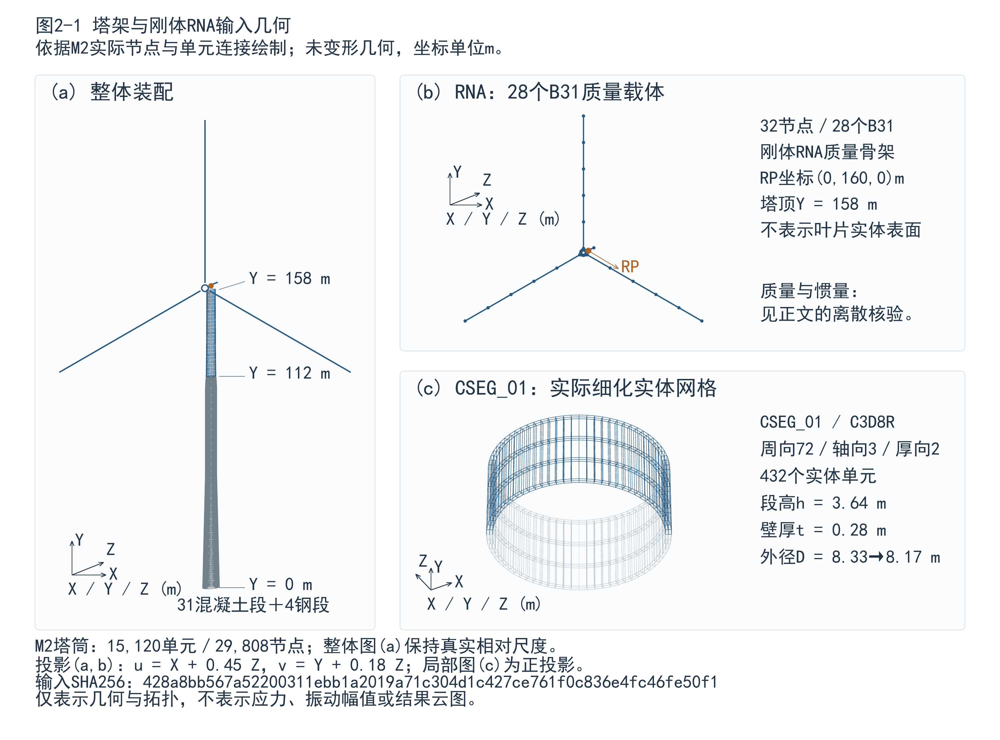 图2-1 塔架与刚体RNA输入几何
依据M2实际节点与单元连接绘制；未变形几何，坐标单位m。
(a) 整体装配
Y = 158 m
Y = 112 m
Y
Z
X
X / Y / Z (m)
Y = 0 m
31混凝土段＋4钢段
(b) RNA：28个B31质量载体
Y
Z
X
X / Y / Z (m)
RP
32节点 / 28个B31
刚体RNA质量骨架
RP坐标(0,160,0)m
塔顶Y = 158 m
不表示叶片实体表面
质量与惯量：
见正文的离散核验。
(c) CSEG_01：实际细化实体网格
Z
Y
X
X / Y / Z (m)
CSEG_01 / C3D8R
周向72 / 轴向3 / 厚向2
432个实体单元
段高h = 3.64 m
壁厚t = 0.28 m
外径D = 8.33➞8.17 m
M2塔筒：15,120单元 / 29,808节点；整体图(a)保持真实相对尺度。
投影(a,b)：u = X + 0.45 Z，v = Y + 0.18 Z；局部图(c)为正投影。
输入SHA256：428a8bb567a52200311ebb1a2019a71c304d1c427ce761f0c836e4fc46fe50f1
仅表示几何与拓扑，不表示应力、振动幅值或结果云图。